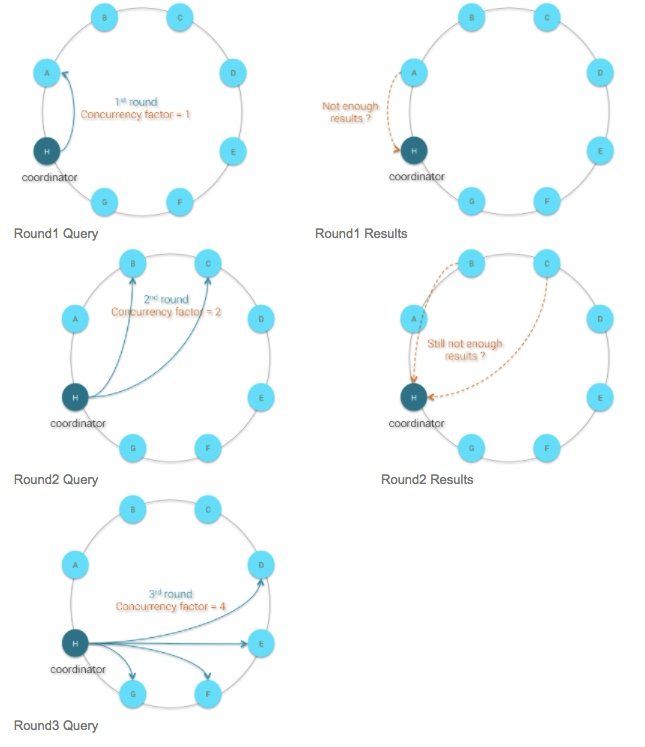 B
C
A
D
1st round
Concurrency factor = 1
H
E
coordinator
G
F
Round1 Query
B
C
A
D
Not enough
results ?
H
E
coordinator
G
F
Round1 Results
B
C
A
D
2nd round
Concurrency factor = 2
H
E
coordinator
G
F
Round2 Query
B
C
A
D
Still not enough
results ?
H
E
coordinator
G
F
Round2 Results
B
C
A
D
3rd round
Concurrency factor = 4
H
E
coordinator
G
F
Round3 Query